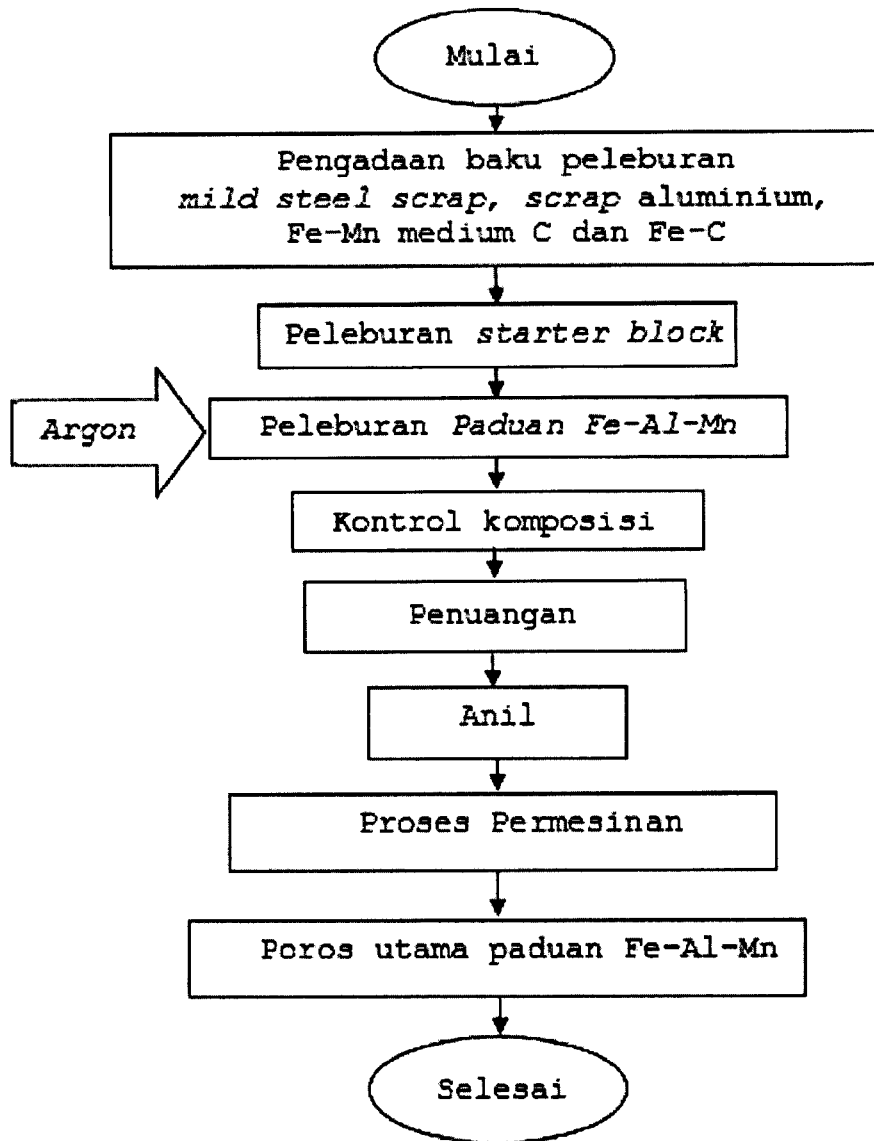 Mulai
Pengadaan baku peleburan
mild steel scrap, scrap aluminium,
Fe-Mn medium C dan Fe-C
Peleburan starter block
Argon
Peleburan Paduan Fe-Al-Mn
Kontrol komposisi
Penuangan
Anil
Proses Permesinan
Poros utama paduan Fe-Al-Mn
Selesai